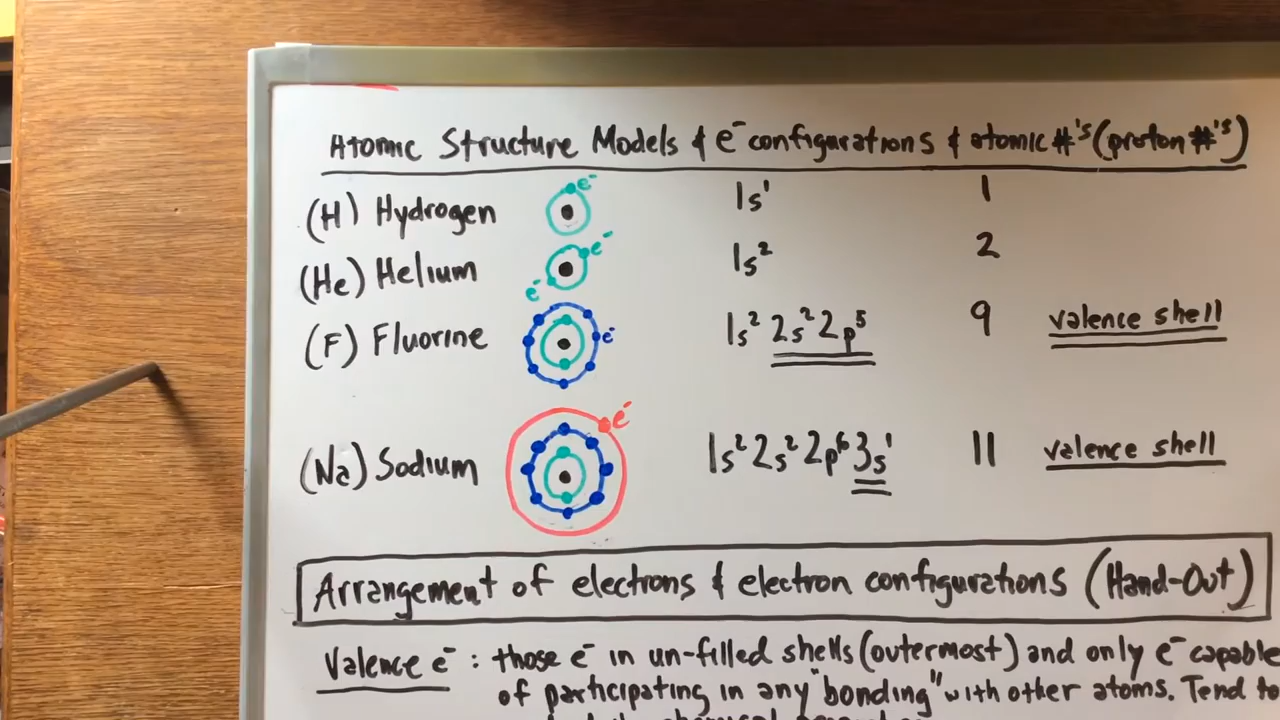 Atomic Structure Models & e⁻ configurations & atomic #'s (proton #'s)
(H) Hydrogen e⁻ 1s¹ 1
(He) Helium e⁻ e⁻ 1s² 2
(F) Fluorine e⁻ 1s² 2s² 2p⁵ 9 valence shell
(Na) Sodium e⁻ 1s² 2s² 2p⁶ 3s¹ 11 valence shell
Arrangement of electrons & electron configurations (Hand-Out)
Valence e⁻ : those e⁻ in un-filled shells (outermost) and only e⁻ capable
of participating in any "bonding" with other atoms. Tend to